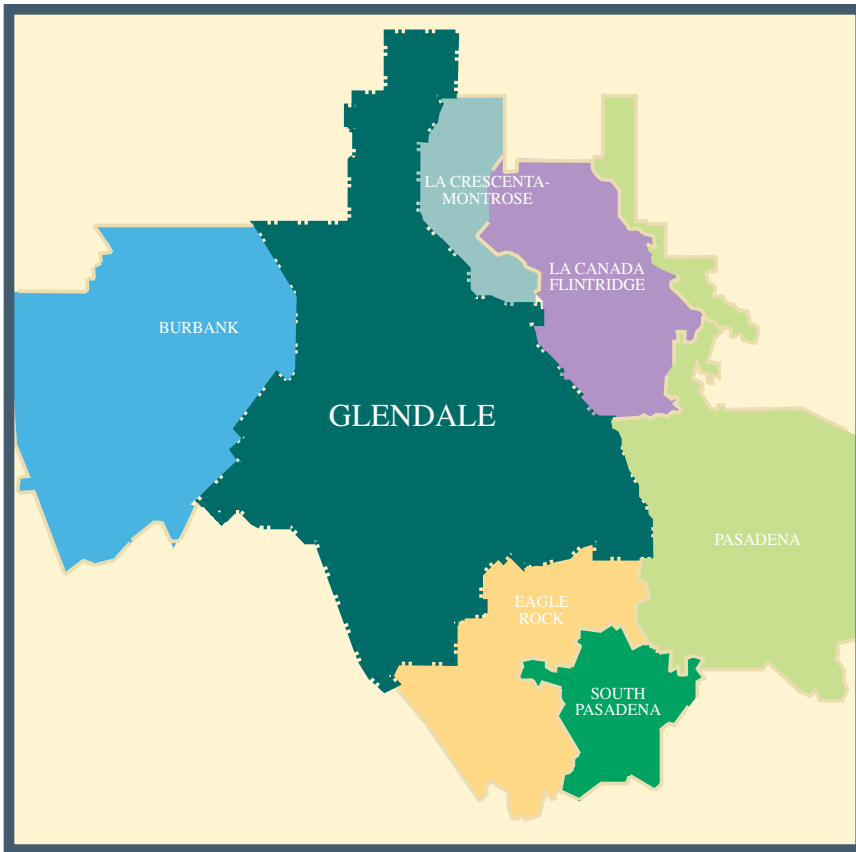 LA CRESCENTA-
MONTROSE
LA CANADA
FLINTRIDGE
BURBANK
GLENDALE
PASADENA
EAGLE
ROCK
SOUTH
PASADENA